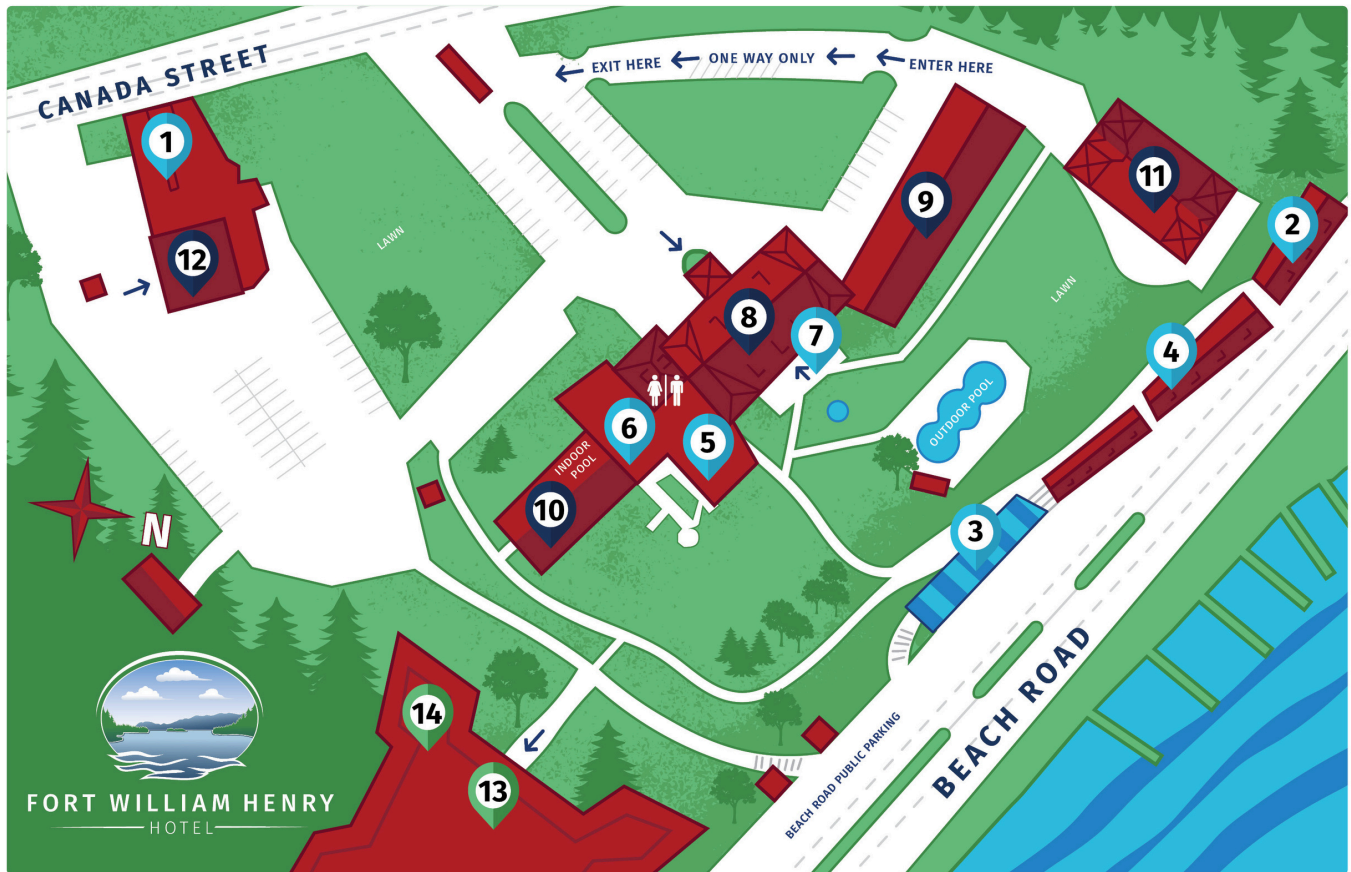 CANADA STREET
EXIT HERE
ONE WAY ONLY
ENTER HERE
1
12
LAWN
9
11
2
8
7
LAWN
4
6
5
OUTDOOR POOL
INDOOR
POOL
10
3
N
14
13
BEACH ROAD PUBLIC PARKING
BEACH ROAD
FORT WILLIAM HENRY
HOTEL